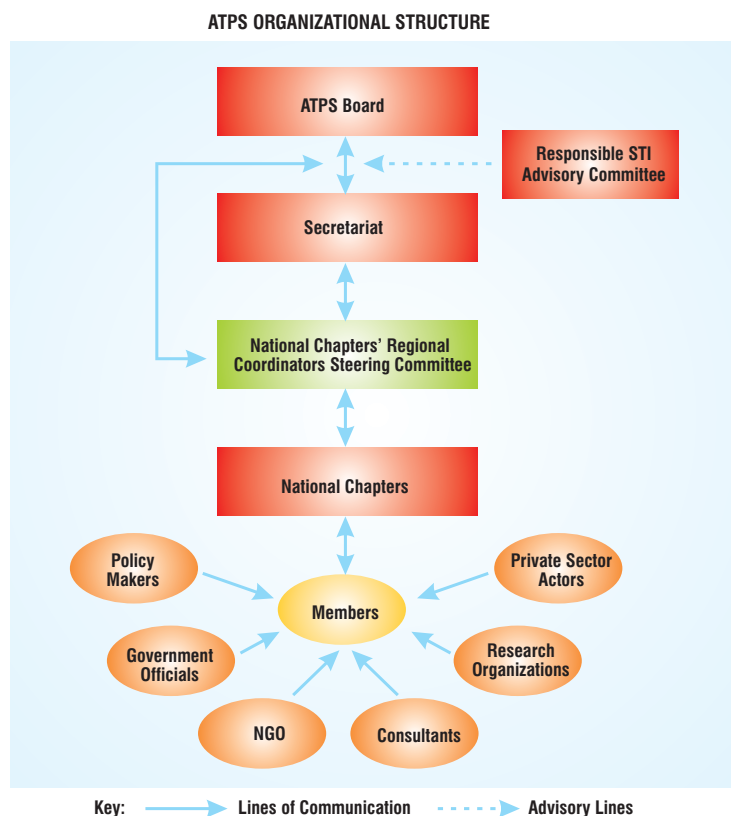 ATPS ORGANIZATIONAL STRUCTURE
ATPS Board
Responsible STI
Advisory Committee
Secretariat
National Chapters' Regional
Coordinators Steering Committee
National Chapters
Policy
Makers
Private Sector
Actors
Members
Government
Officials
Research
Organizations
NGO
Consultants
Key: Lines of Communication Advisory Lines